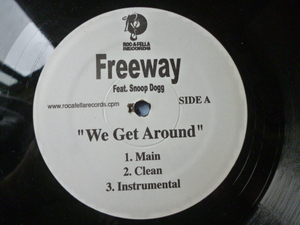 ROC-A-FELLA
RECORDS
Freeway
Feat. Snoop Dogg
www.rocafellarecords.com
SIDE A
"We Get Around"
1. Main
2. Clean
3. Instrumental